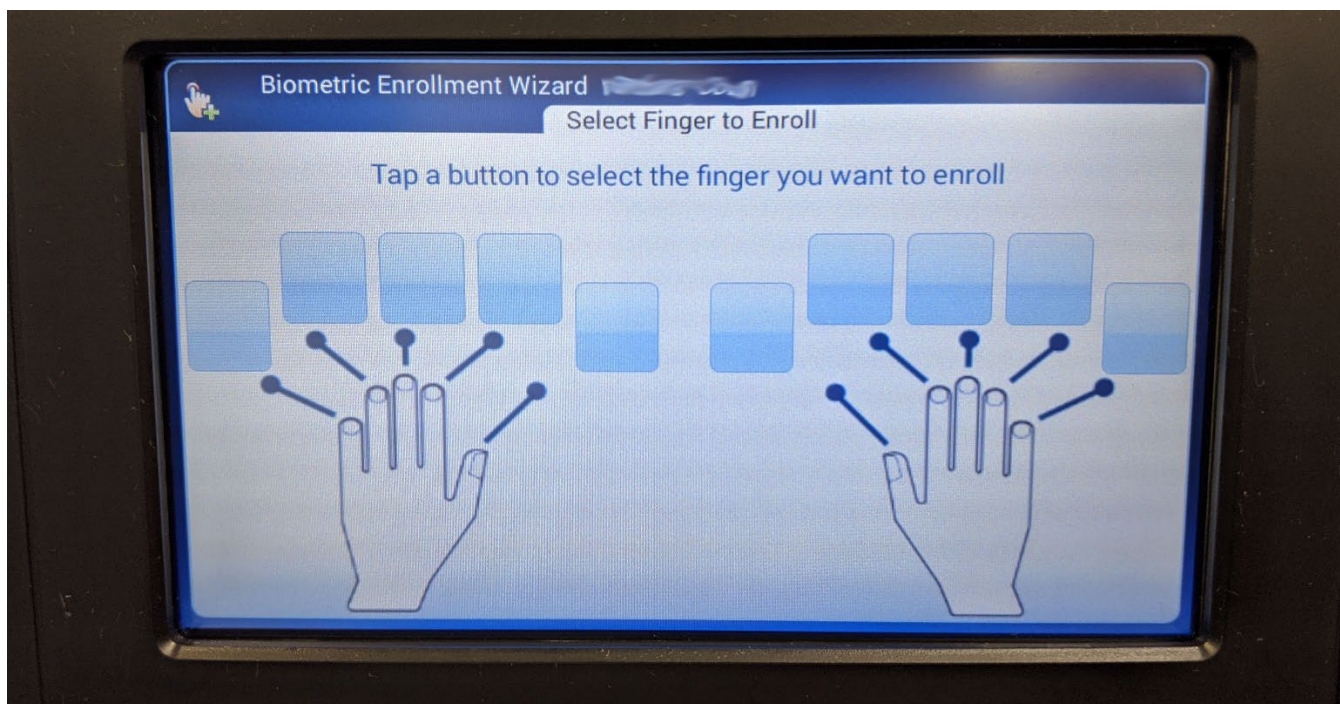 Biometric Enrollment Wizard
Select Finger to Enroll
Tap a button to select the finger you want to enroll